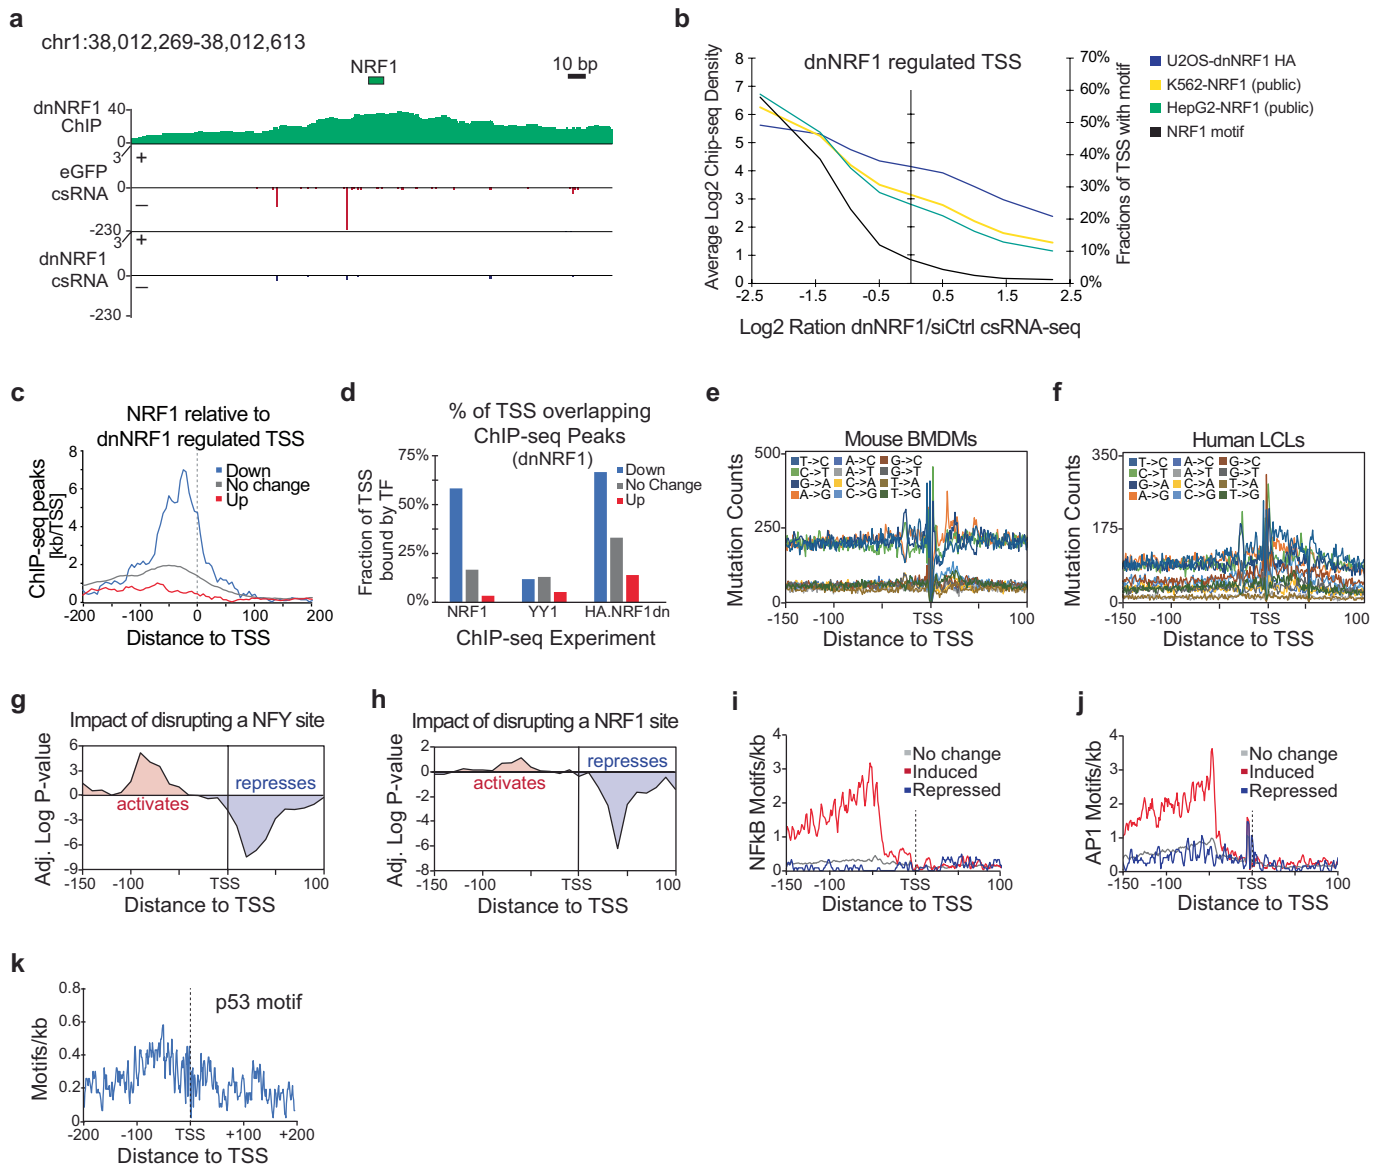 a
chr1:38,012,269-38,012,613
NRF1
10 bp
dnNRF1
ChIP
40
0
eGFP
csRNA
3
+
0
–
-230
dnNRF1
csRNA
3
+
0
–
-230
b
dnNRF1 regulated TSS
Average Log2 Chip-seq Density
8
7
6
5
4
3
2
1
0
70%
60%
50%
40%
30%
20%
10%
0%
Fractions of TSS with motif
-2.5
-1.5
-0.5
0.5
1.5
2.5
Log2 Ration dnNRF1/siCtrl csRNA-seq
U2OS-dnNRF1 HA
K562-NRF1 (public)
HepG2-NRF1 (public)
NRF1 motif
c
NRF1 relative to
dnNRF1 regulated TSS
ChIP-seq peaks
[kb/TSS]
8
6
4
2
0
Down
No change
Up
-200
-100
0
100
200
Distance to TSS
d
% of TSS overlapping
ChIP-seq Peaks
(dnNRF1)
Fraction of TSS
bound by TF
75%
50%
25%
0%
Down
No Change
Up
NRF1
YY1
HA.NRF1dn
ChIP-seq Experiment
e
Mouse BMDMs
Mutation Counts
500
250
0
T->C A->C G->C
C->T A->T G->T
G->A C->A T->A
A->G C->G T->G
-150
-100
TSS
100
Distance to TSS
f
Human LCLs
Mutation Counts
350
175
0
T->C A->C G->C
C->T A->T G->T
G->A C->A T->A
A->G C->G T->G
-150
-100
TSS
100
Distance to TSS
g
Impact of disrupting a NFY site
Adj. Log P-value
6
3
0
-3
-6
-9
activates
represses
-150
-100
TSS
100
Distance to TSS
h
Impact of disrupting a NRF1 site
Adj. Log P-value
2
0
-2
-4
-6
-8
activates
represses
-150
-100
TSS
100
Distance to TSS
i
NFkB Motifs/kb
4
3
2
1
0
No change
Induced
Repressed
-150
-100
TSS
100
Distance to TSS
j
AP1 Motifs/kb
4
3
2
1
0
No change
Induced
Repressed
-150
-100
TSS
100
Distance to TSS
k
p53 motif
Motifs/kb
0.8
0.6
0.4
0.2
0
-200
-100
TSS
+100
+200
Distance to TSS